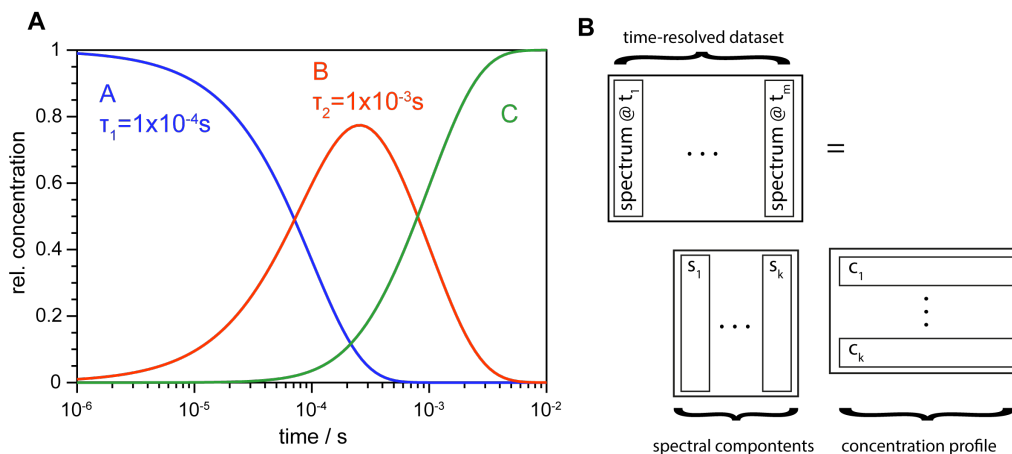 A
rel. concentration
1
0.8
0.6
0.4
0.2
0
A
τ₁=1x10⁻⁴s
B
τ₂=1x10⁻³s
C
10⁻⁶
10⁻⁵
10⁻⁴
10⁻³
10⁻²
time / s
B
time-resolved dataset
spectrum @ t₁
...
spectrum @ tₘ
=
s₁
...
sₖ
c₁
⋮
cₖ
spectral compontents
concentration profile